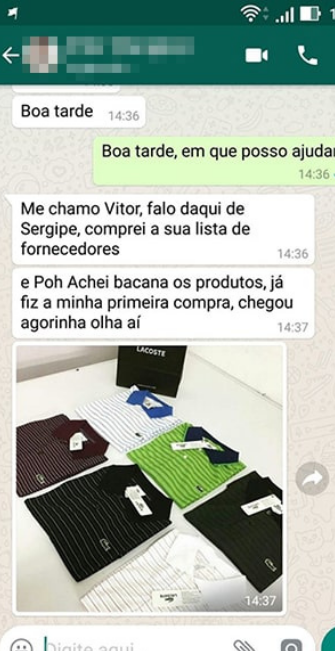 Boa tarde
14:36
Boa tarde, em que posso ajudar
14:36
Me chamo Vitor, falo daqui de
Sergipe, comprei a sua lista de
fornecedores
14:36
e Poh Achei bacana os produtos, já
fiz a minha primeira compra, chegou
agorinha olha aí
14:37
LACOSTE
14:37
Digite aqui